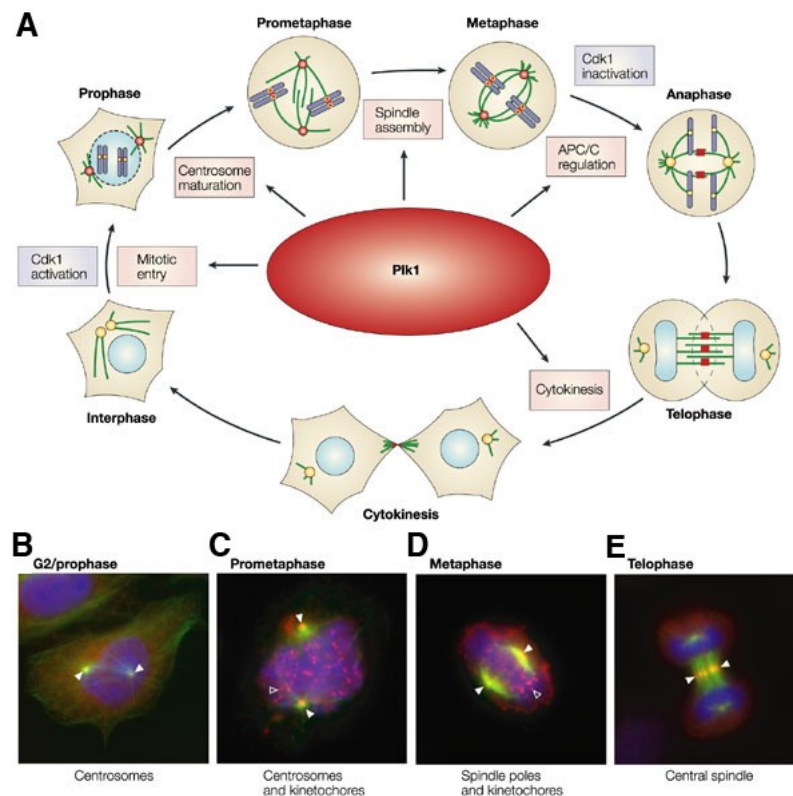 A
Prometaphase
Metaphase
Cdk1
inactivation
Prophase
Anaphase
Spindle
assembly
APC/C
regulation
Centrosome
maturation
Plk1
Cdk1
activation
Mitotic
entry
Cytokinesis
Interphase
Telophase
Cytokinesis
B
G2/prophase
C
Prometaphase
D
Metaphase
E
Telophase
Centrosomes
Centrosomes
and kinetochores
Spindle poles
and kinetochores
Central spindle